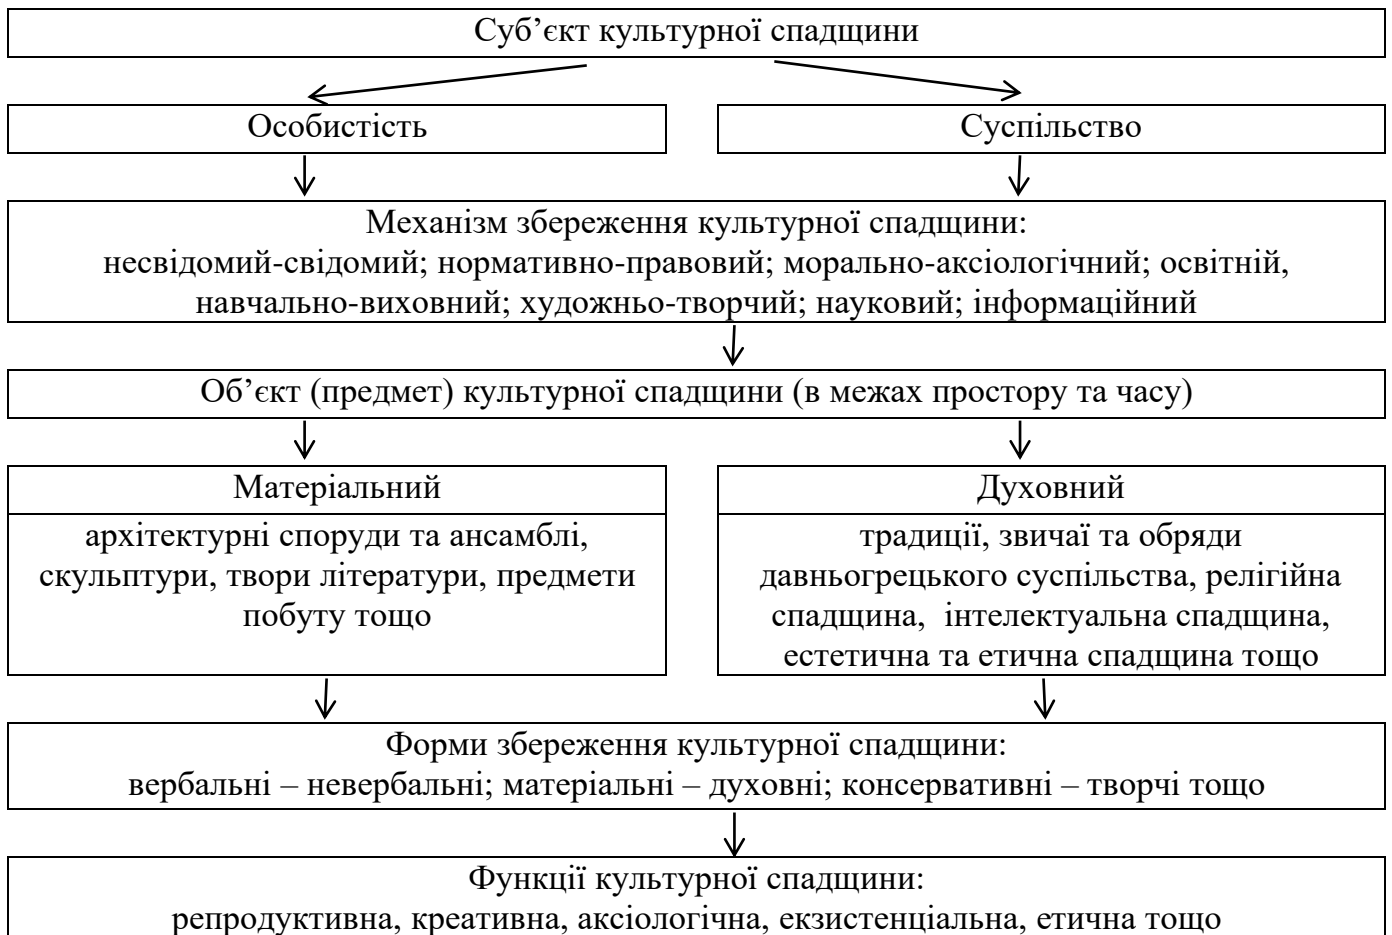 Суб’єкт культурної спадщини
Особистість
Суспільство
Механізм збереження культурної спадщини:
несвідомий-свідомий; нормативно-правовий; морально-аксіологічний; освітній,
навчально-виховний; художньо-творчий; науковий; інформаційний
Об’єкт (предмет) культурної спадщини (в межах простору та часу)
Матеріальний
архітектурні споруди та ансамблі,
скульптури, твори літератури, предмети
побуту тощо
Духовний
традиції, звичаї та обряди
давньогрецького суспільства, релігійна
спадщина, інтелектуальна спадщина,
естетична та етична спадщина тощо
Форми збереження культурної спадщини:
вербальні – невербальні; матеріальні – духовні; консервативні – творчі тощо
Функції культурної спадщини:
репродуктивна, креативна, аксіологічна, екзистенціальна, етична тощо